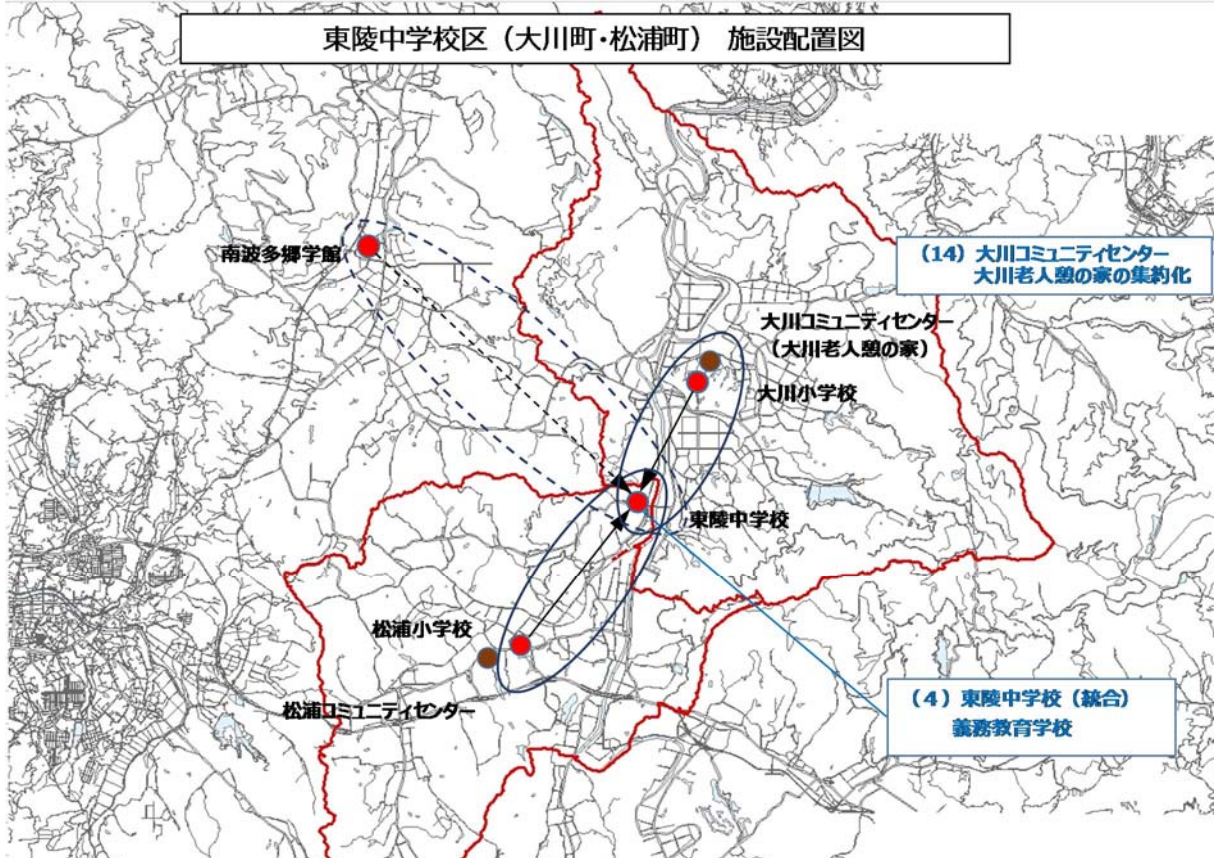 東陵中学校区（大川町・松浦町） 施設配置図
南波多郷学館
（14）大川コミュニティセンター
大川老人憩の家の集約化
大川コミュニティセンター
（大川老人憩の家）
大川小学校
東陵中学校
松浦小学校
松浦コミュニティセンター
（4）東陵中学校（統合）
義務教育学校